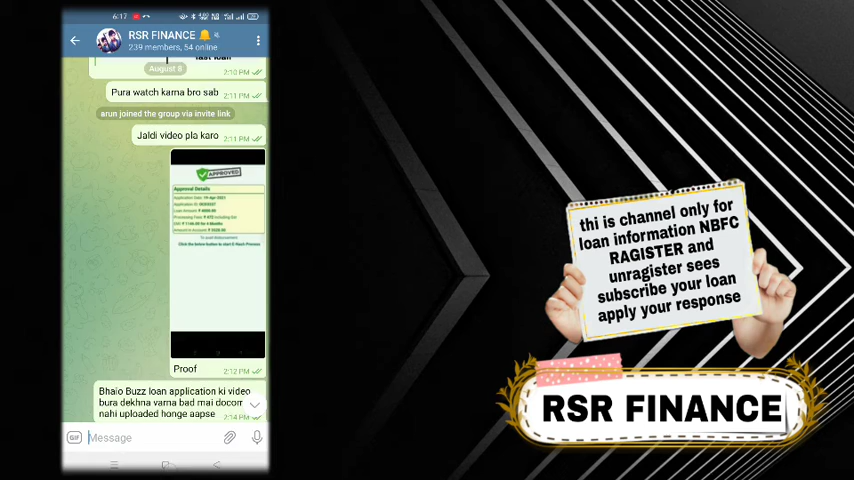 6:17
RSR FINANCE
239 members, 54 online
last loan
August 8
2:10 PM
Pura watch karna bro sab
2:11 PM
arun joined the group via invite link
Jaldi video pla karo
2:11 PM
APPROVED
Approval Details
Proof
2:12 PM
Bhaio Buzz loan application ki video
bura dekhna varna bad mai docom
nahi uploaded honge aapse
2:14 PM
GIF
Message
thi is channel only for
loan information NBFC
RAGISTER and
unragister sees
subscribe your loan
apply your response
RSR FINANCE